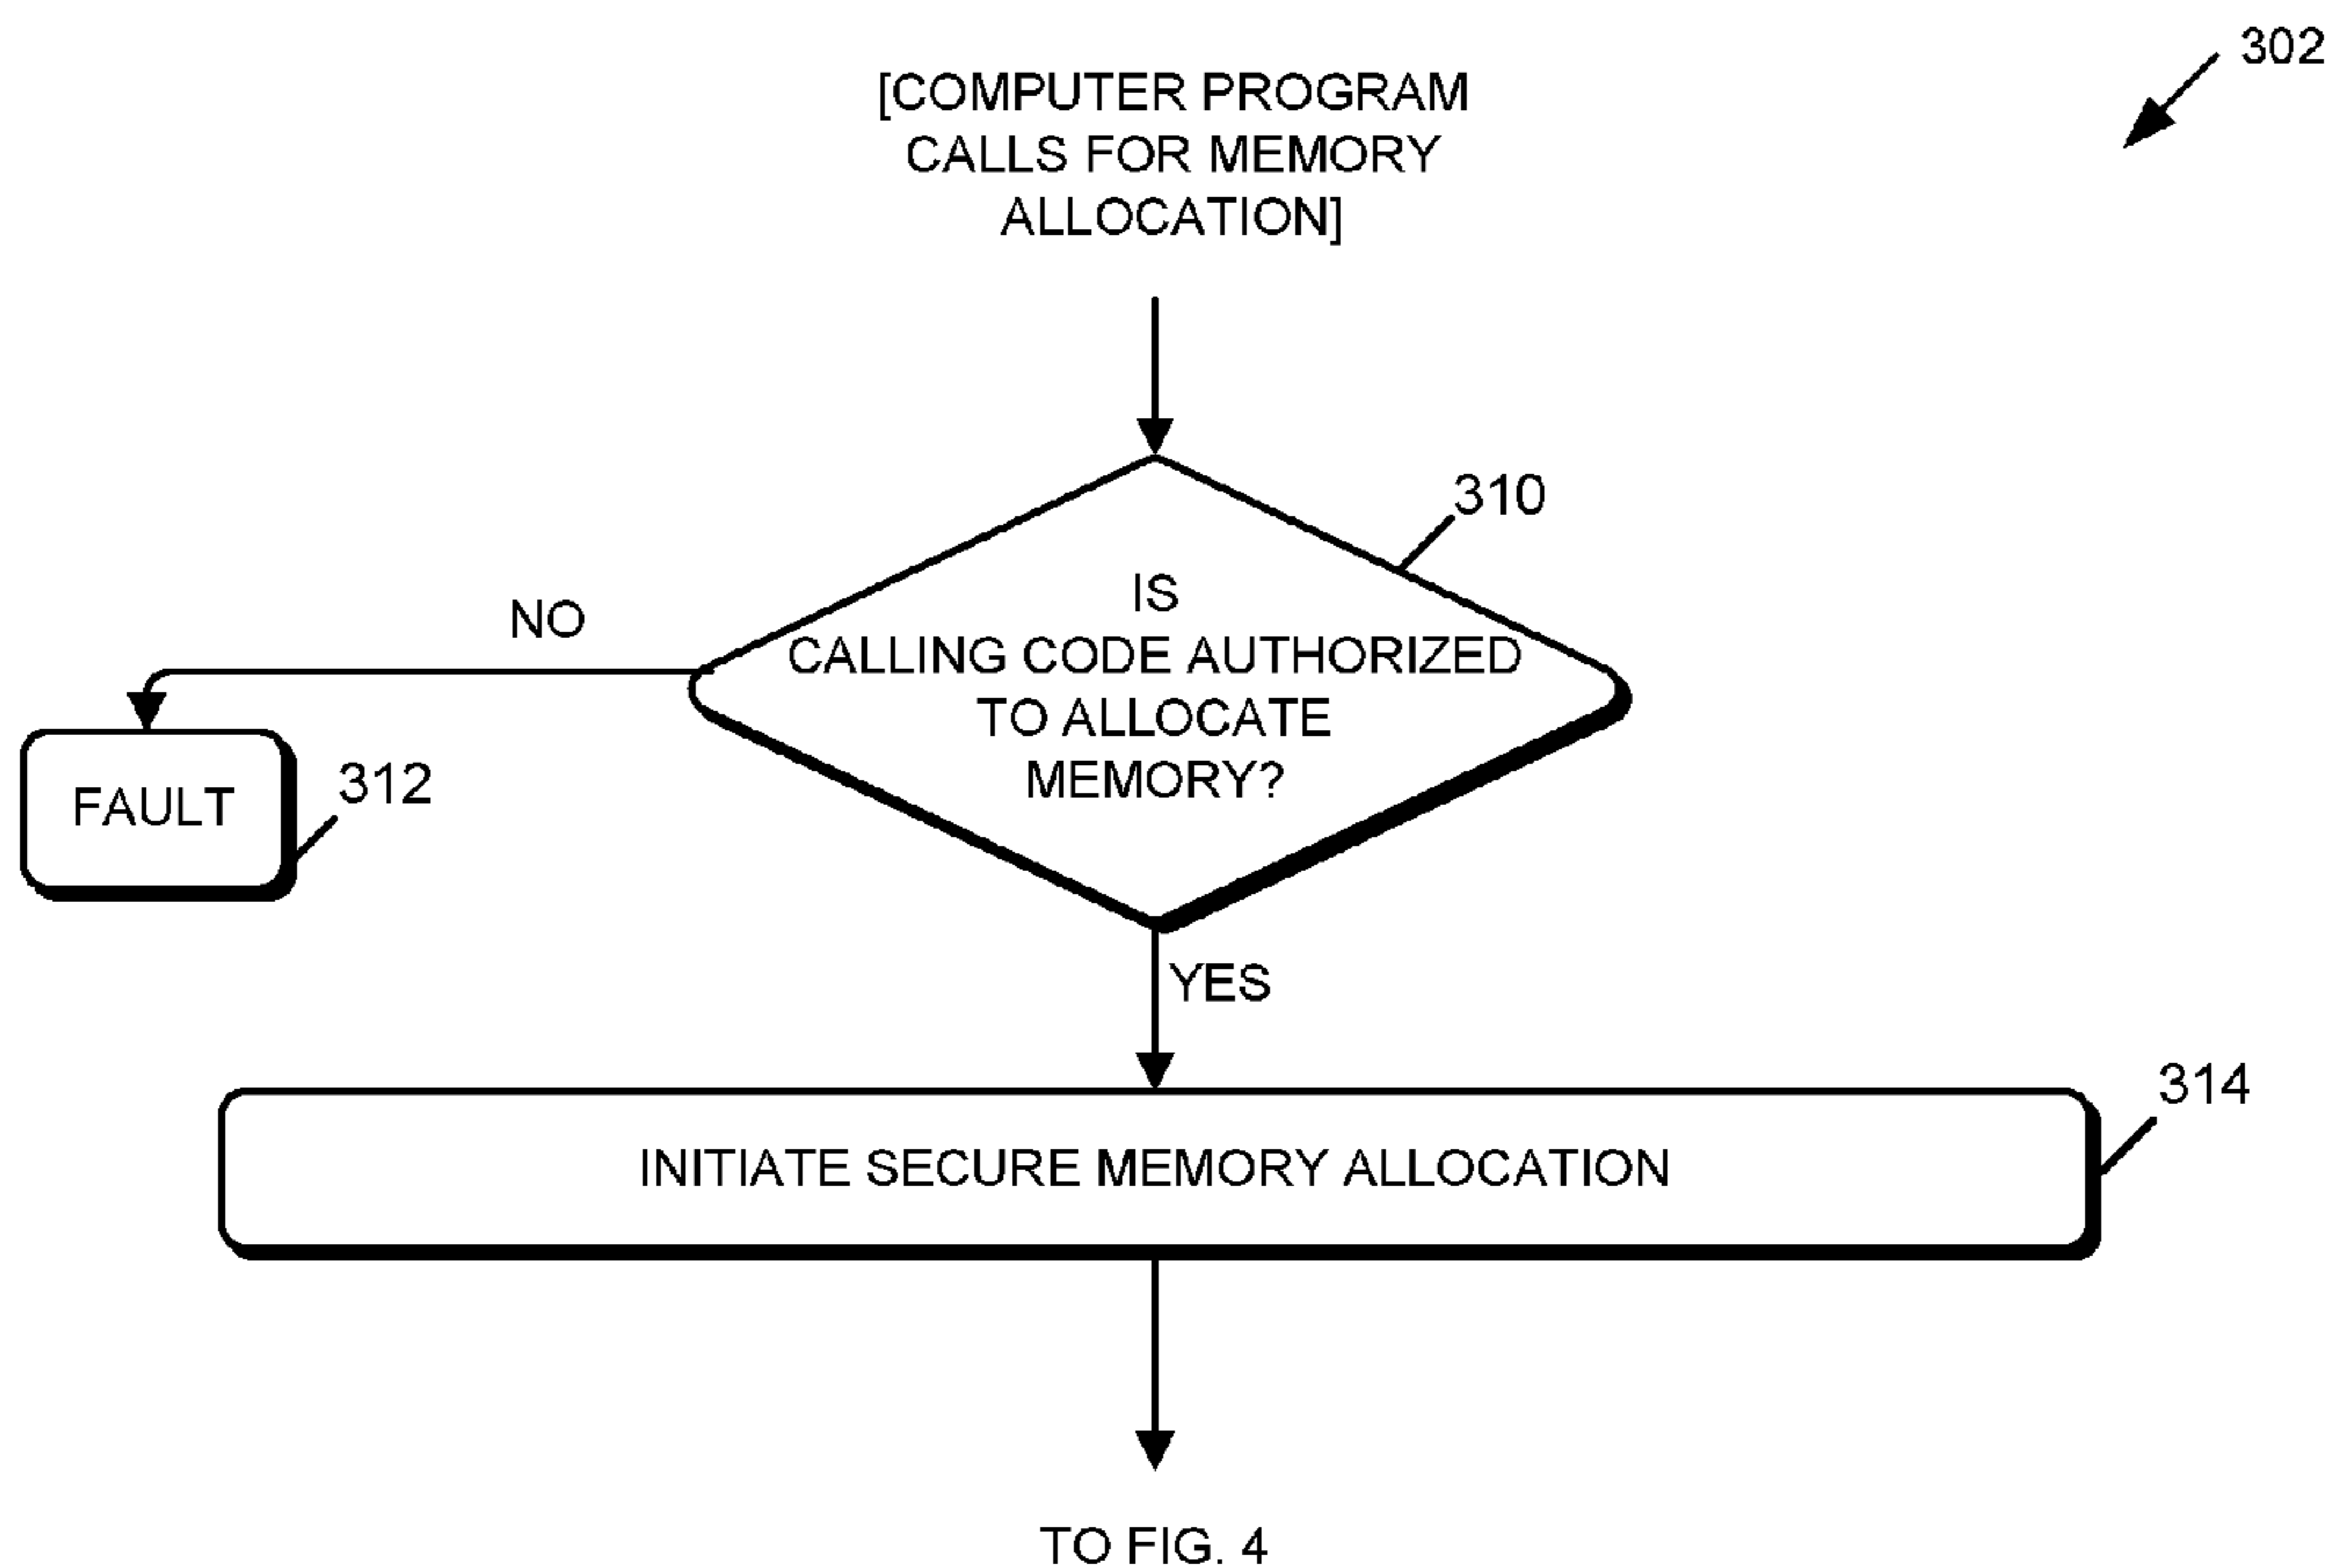 302
[COMPUTER PROGRAM
CALLS FOR MEMORY
ALLOCATION]
310
IS
CALLING CODE AUTHORIZED
TO ALLOCATE
MEMORY?
NO
312
FAULT
YES
314
INITIATE SECURE MEMORY ALLOCATION
TO FIG. 4